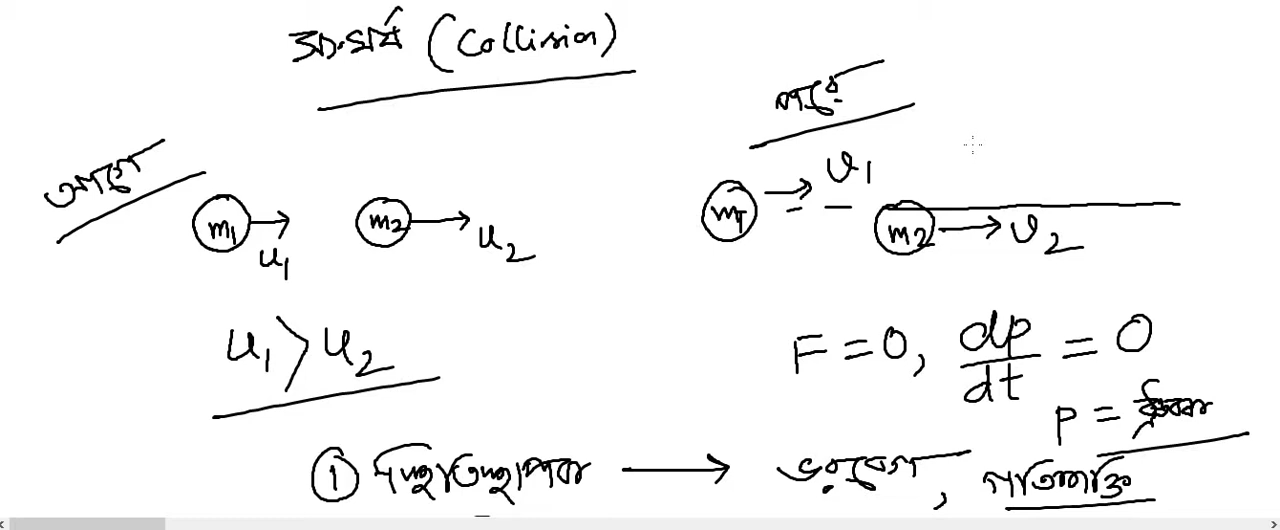 সংঘর্ষ (Collision)
পরে
আগে
m1 u1 m2 u2
m1 v1 m2 v2
u1 > u2
F = 0, dp/dt = 0
p = ধ্রুবক
① স্থিতিস্থাপক → ভরবেগ, গতিশক্তি